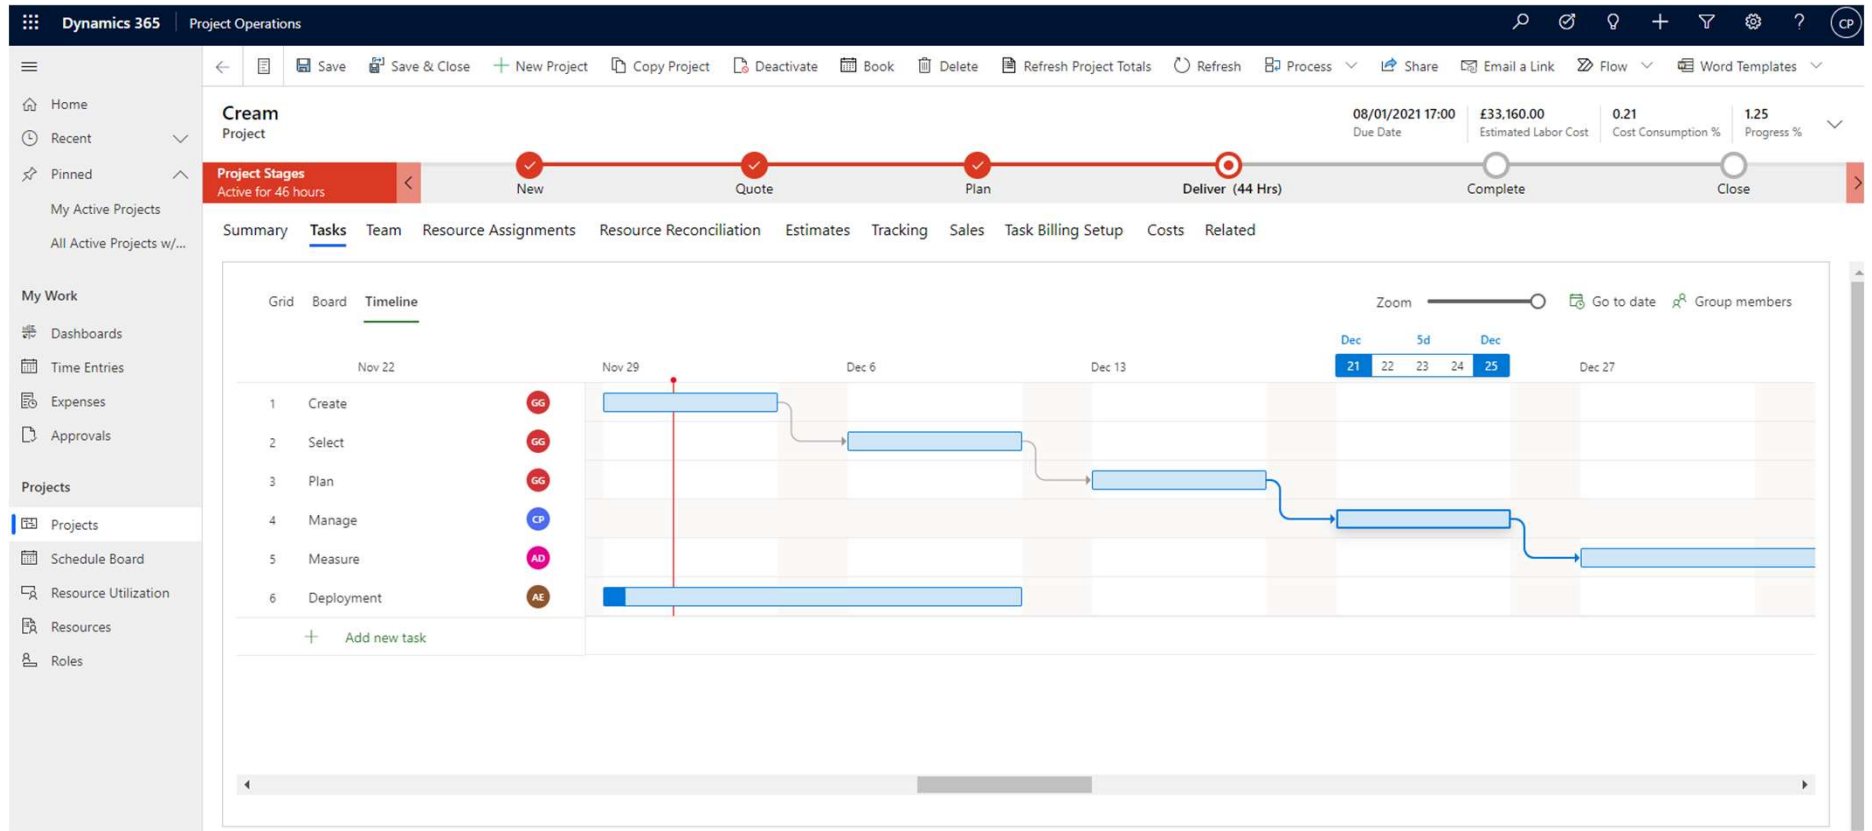 Dynamics 365 Project Operations CP
Save Save & Close New Project Copy Project Deactivate Book Delete Refresh Project Totals Refresh Process Share Email a Link Flow Word Templates
Home
Recent
Pinned
My Active Projects
All Active Projects w/...
My Work
Dashboards
Time Entries
Expenses
Approvals
Projects
Projects
Schedule Board
Resource Utilization
Resources
Roles
Cream
Project
08/01/2021 17:00 £33,160.00 0.21 1.25
Due Date Estimated Labor Cost Cost Consumption % Progress %
Project Stages
Active for 46 hours
New Quote Plan Deliver (44 Hrs) Complete Close
Summary Tasks Team Resource Assignments Resource Reconciliation Estimates Tracking Sales Task Billing Setup Costs Related
Grid Board Timeline Zoom Go to date Group members
Dec 5d Dec
Nov 22 Nov 29 Dec 6 Dec 13 21 22 23 24 25 Dec 27
1 Create GG
2 Select GG
3 Plan GG
4 Manage CP
5 Measure AD
6 Deployment AE
Add new task